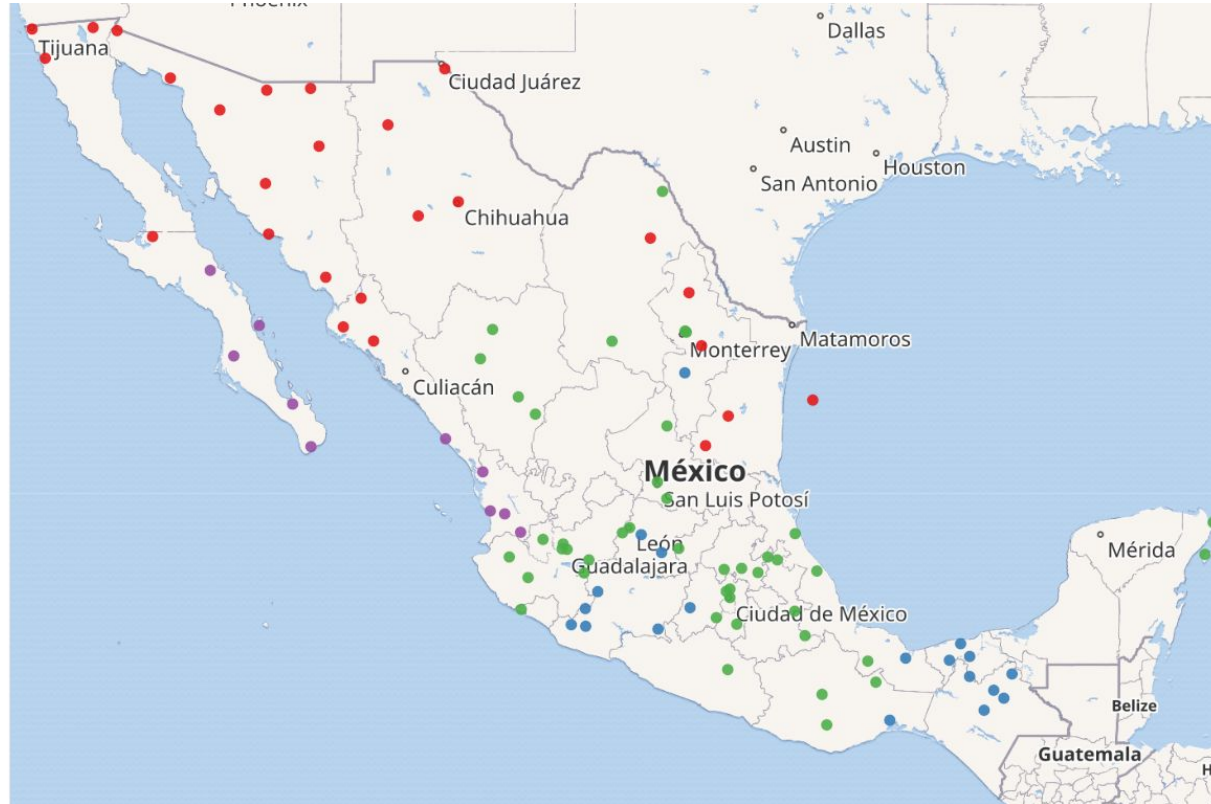 Phoenix
Tijuana
Dallas
Ciudad Juárez
Austin
Houston
San Antonio
Chihuahua
Matamoros
Monterrey
Culiacán
México
San Luis Potosí
León
Mérida
Guadalajara
Ciudad de México
Belize
Guatemala
H